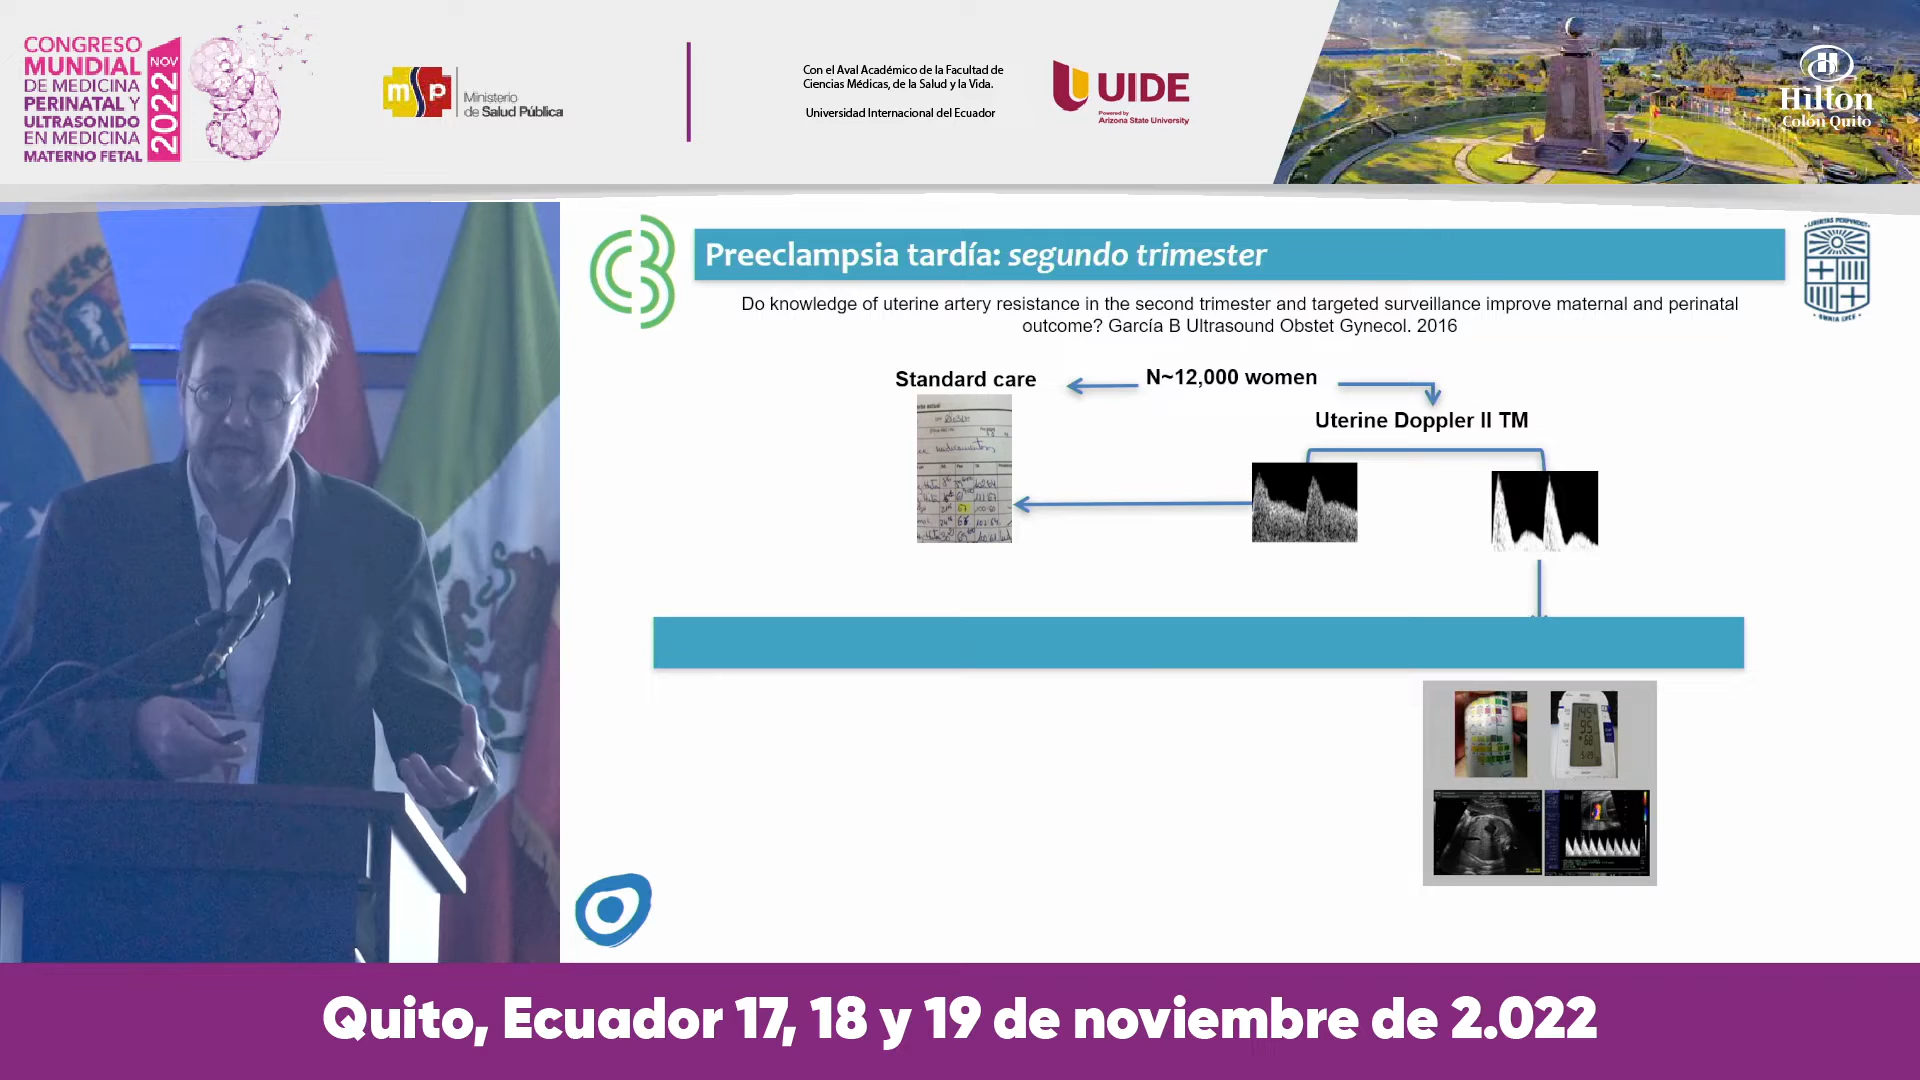 CONGRESO
MUNDIAL
DE MEDICINA
PERINATAL Y
ULTRASONIDO
EN MEDICINA
MATERNO FETAL
NOV
2022
msp
Ministerio
de Salud Pública
Con el Aval Académico de la Facultad de
Ciencias Médicas, de la Salud y la Vida.
Universidad Internacional del Ecuador
UIDE
Powered by
Arizona State University
Hilton
Colón Quito
Preeclampsia tardía: segundo trimester
Do knowledge of uterine artery resistance in the second trimester and targeted surveillance improve maternal and perinatal
outcome? García B Ultrasound Obstet Gynecol. 2016
Standard care
N~12,000 women
Uterine Doppler II TM
Quito, Ecuador 17, 18 y 19 de noviembre de 2.022